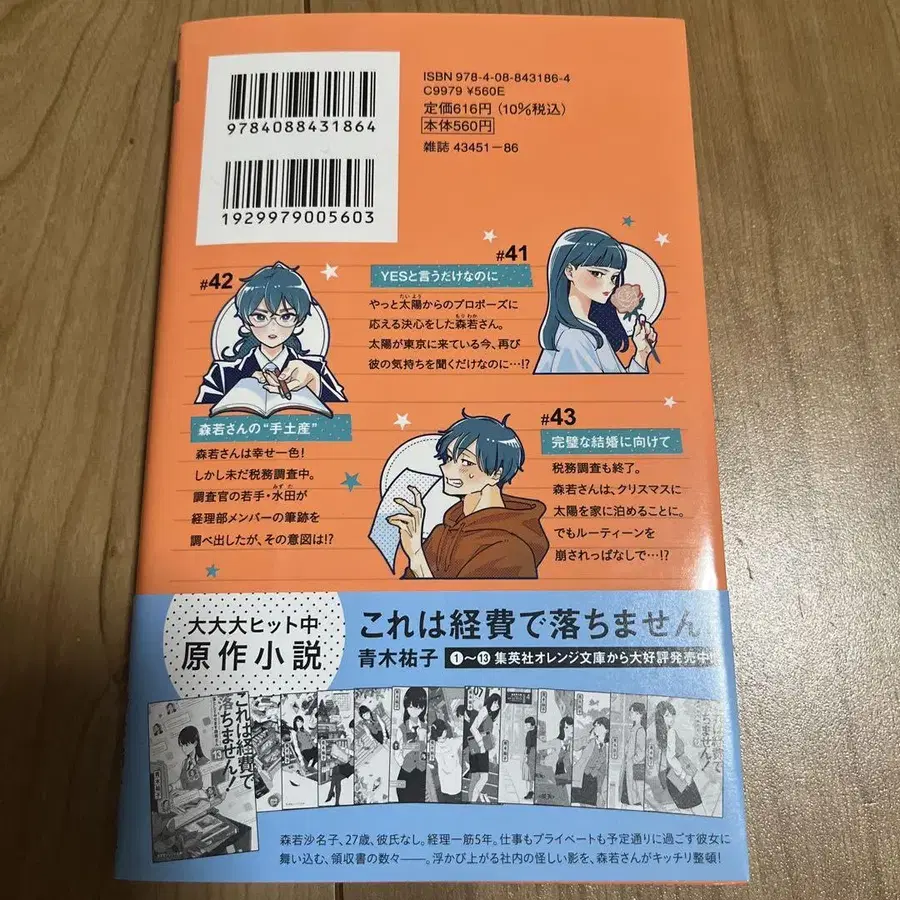 9784088431864
1929979005603
ISBN 978-4-08-843186-4
C9979 ¥560E
定価616円(10%税込)
本体560円
雑誌 43451-86
#41
YESと言うだけなのに
やっと太陽からのプロポーズに
応える決心をした森若さん。
太陽が東京に来ている今、再び
彼の気持ちを聞くだけなのに…!?
#42
森若さんの“手土産”
森若さんは幸せ一色!
しかし未だ税務調査中。
調査官の若手・水田が
経理部メンバーの筆跡を
調べ出したが、その意図は!?
#43
完璧な結婚に向けて
税務調査も終了。
森若さんは、クリスマスに
太陽を家に泊めることに。
でもルーティーンを
崩されっぱなしで…!?
大大大ヒット中
原作小説
これは経費で落ちません
青木祐子 ①〜⑬ 集英社オレンジ文庫から大好評発売中!
これは経費で
落ちません!
森若沙名子、27歳、彼氏なし。経理一筋5年。仕事もプライベートも予定通りに過ごす彼女に
舞い込む、領収書の数々――。浮かび上がる社内の怪しい影を、森若さんがキッチリ整頓!